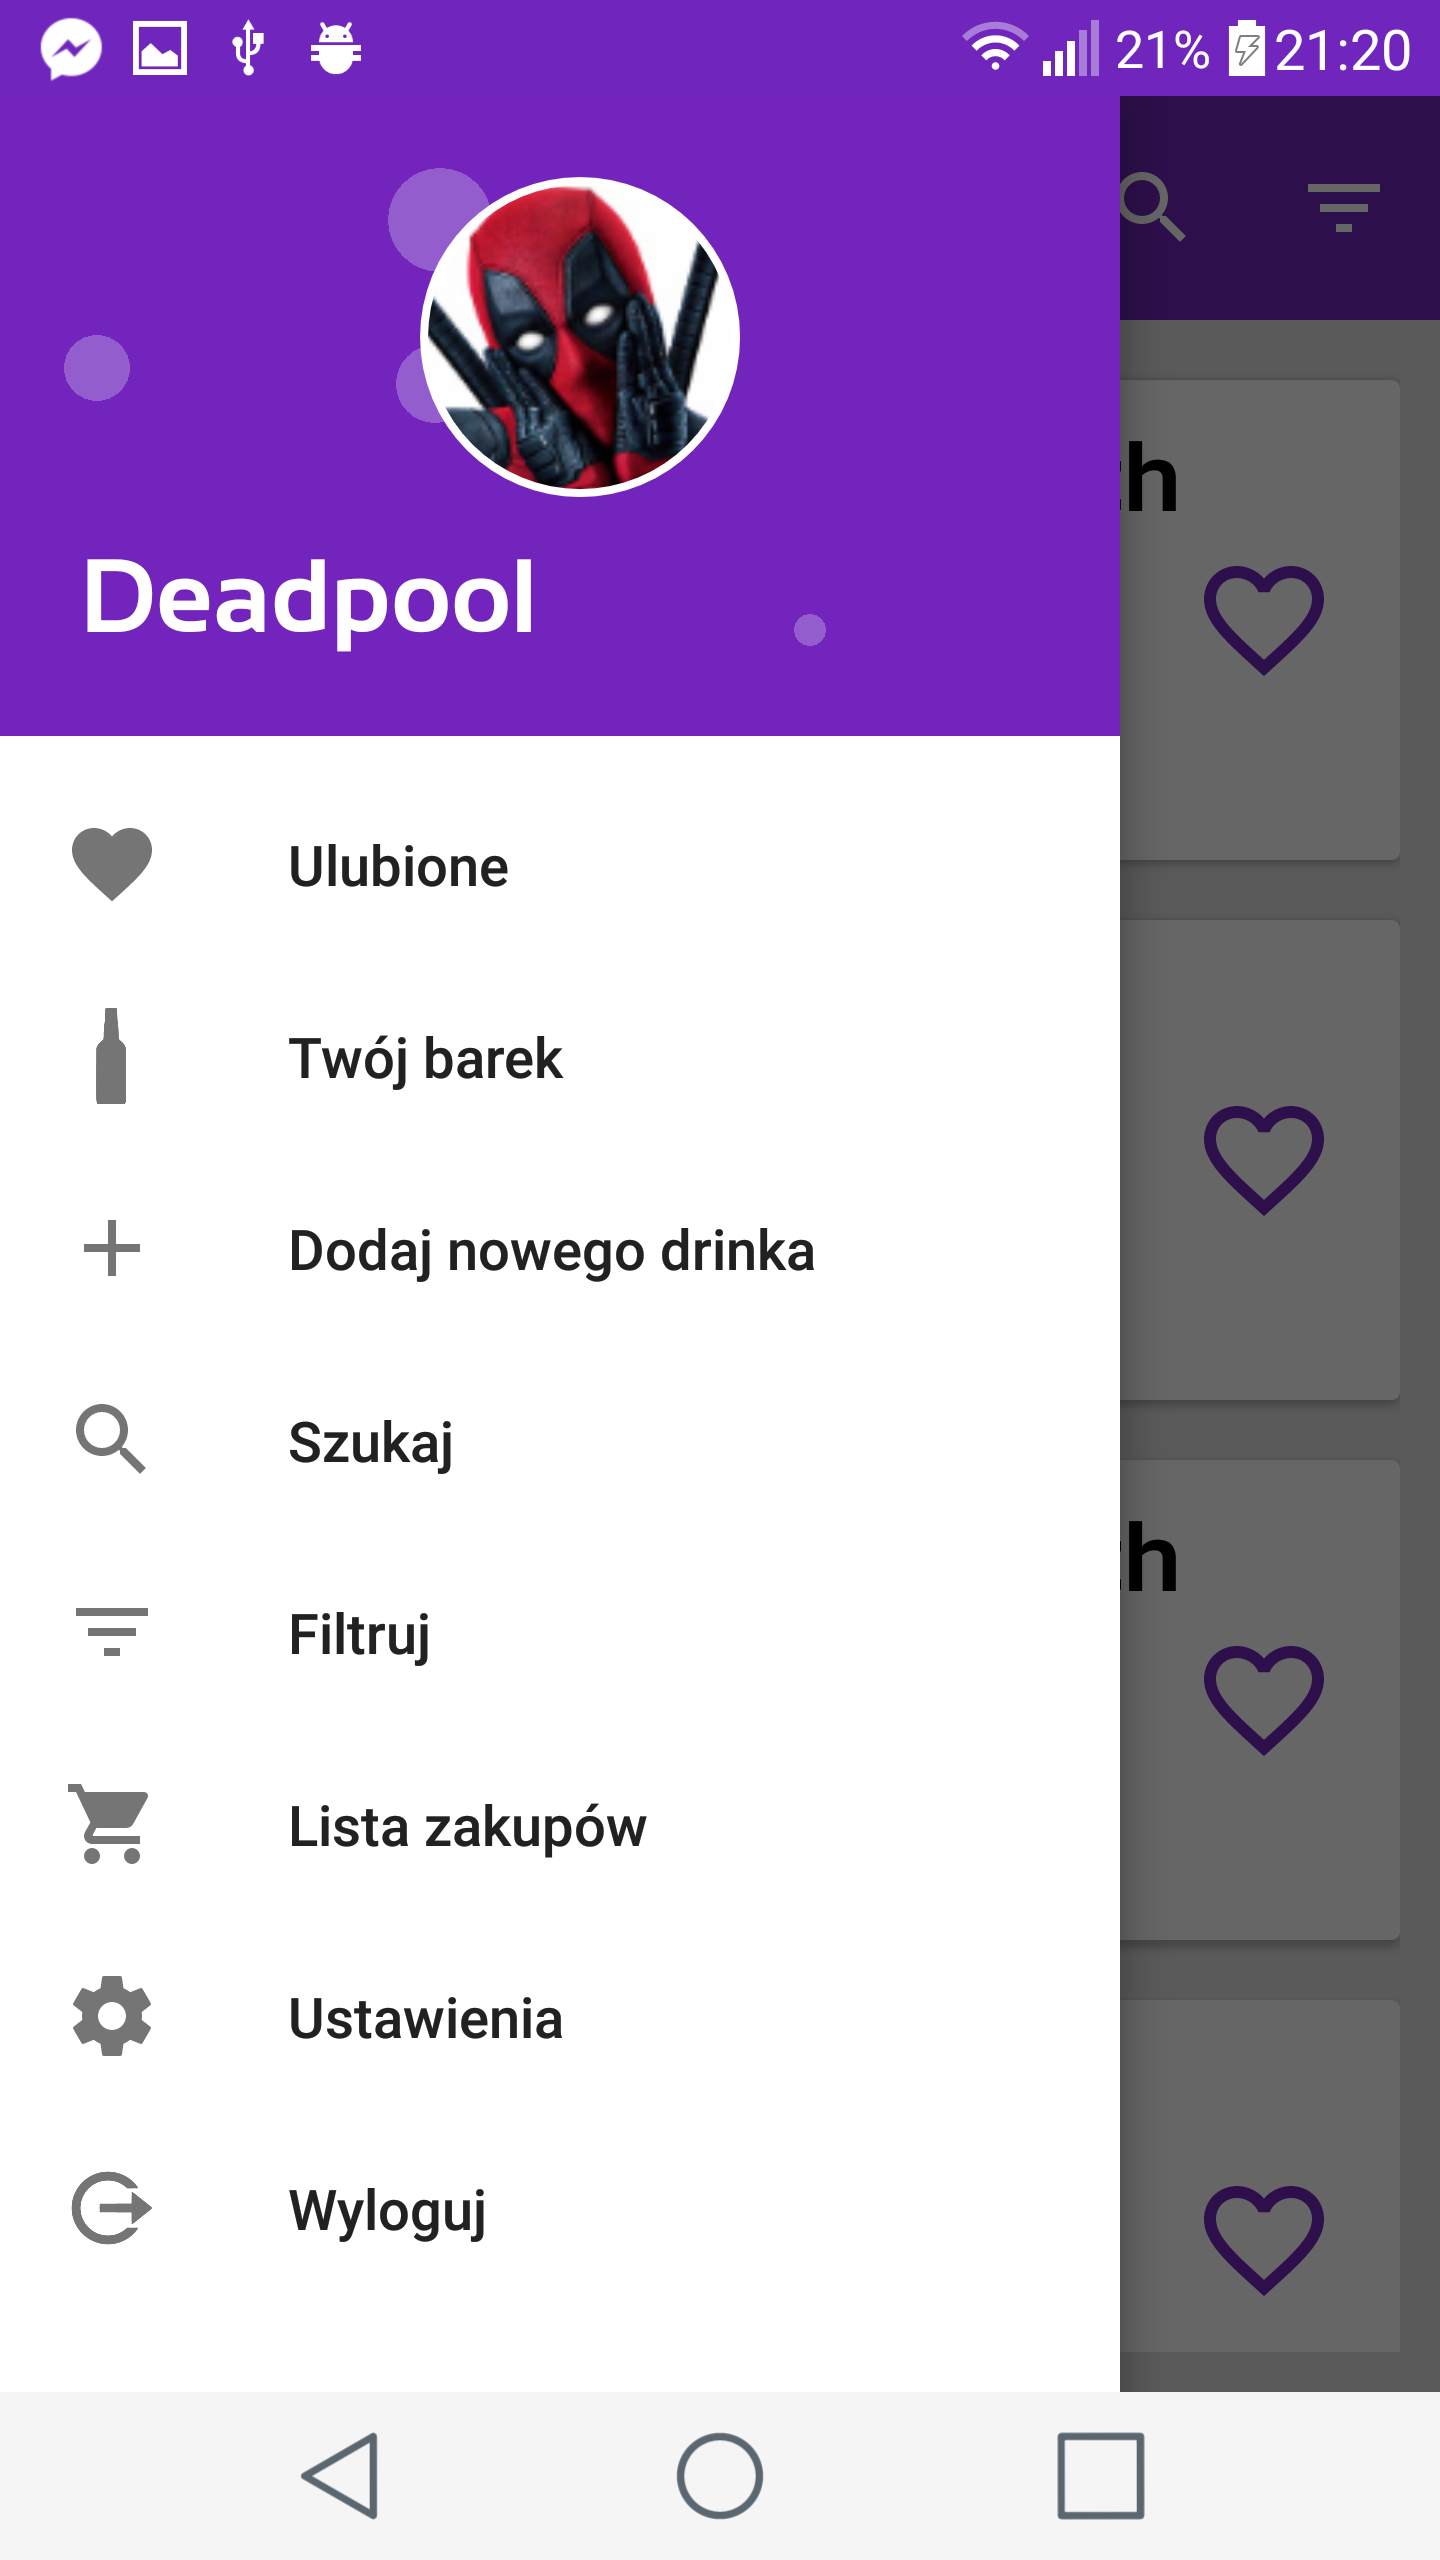 21% 21:20
Deadpool
Ulubione
Twój barek
Dodaj nowego drinka
Szukaj
Filtruj
Lista zakupów
Ustawienia
Wyloguj